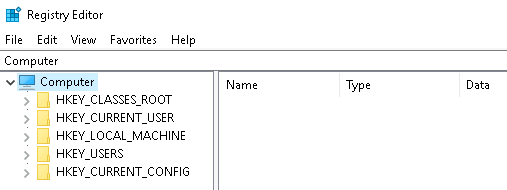 Registry Editor
File Edit View Favorites Help
Computer
Computer
Name Type Data
HKEY_CLASSES_ROOT
HKEY_CURRENT_USER
HKEY_LOCAL_MACHINE
HKEY_USERS
HKEY_CURRENT_CONFIG